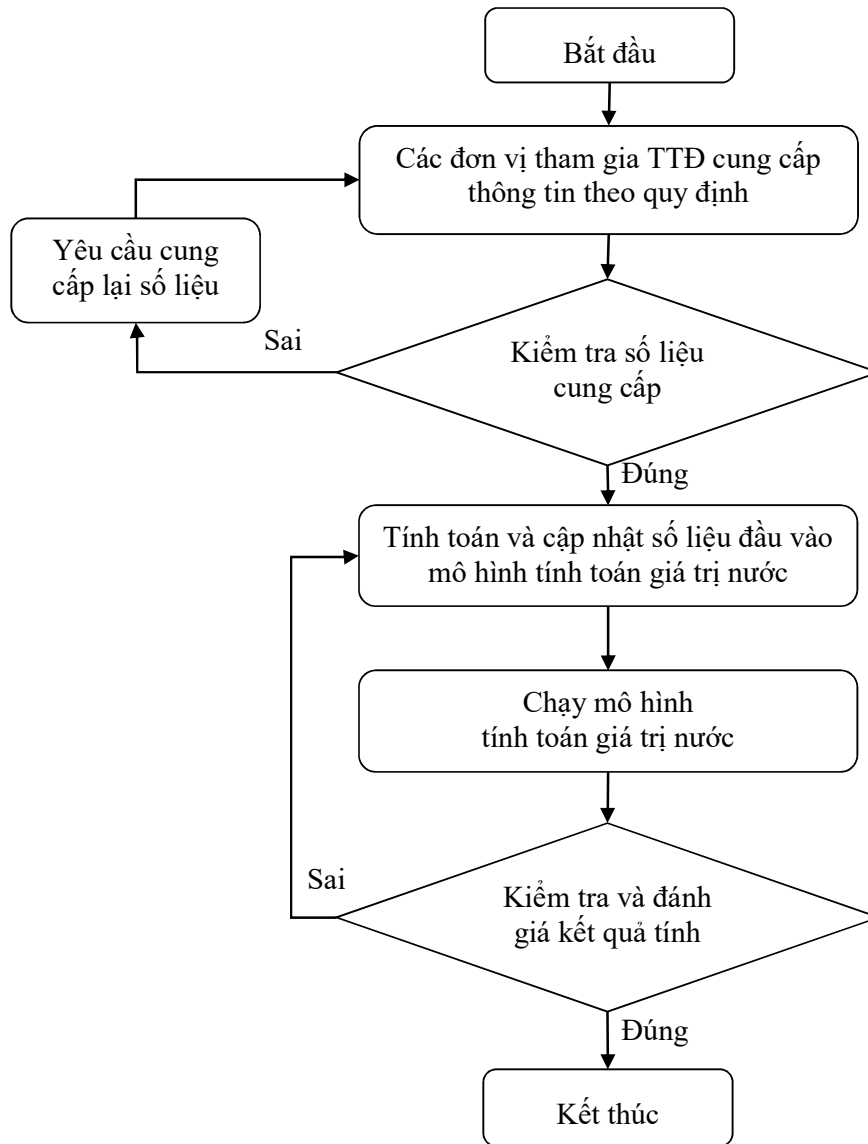 Bắt đầu
Các đơn vị tham gia TTĐ cung cấp
thông tin theo quy định
Yêu cầu cung
cấp lại số liệu
Sai
Kiểm tra số liệu
cung cấp
Đúng
Tính toán và cập nhật số liệu đầu vào
mô hình tính toán giá trị nước
Chạy mô hình
tính toán giá trị nước
Sai
Kiểm tra và đánh
giá kết quả tính
Đúng
Kết thúc